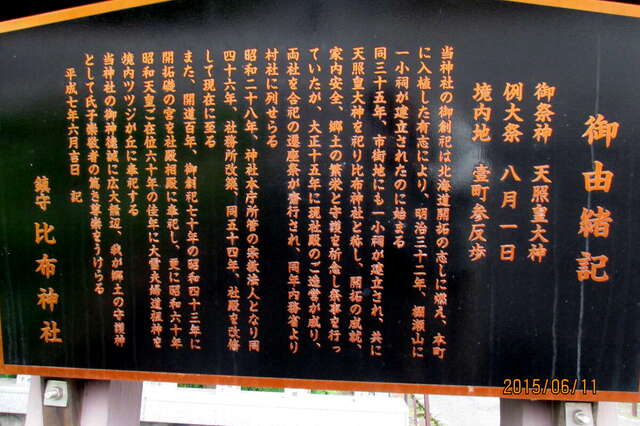 御由緒記
御祭神　天照皇大神
例大祭　八月一日
境内地　壹町参反歩
当神社の御創祀は北海道開拓の志しに燃え、本町
に入植した有志により、明治三十二年、棚瀬山に
一小祠が建立されたのに始まる
同三十五年、市街地にも一小祠が建立され、共に
天照皇大神を祀り比布神社と称し、開拓の成就、
家内安全、郷土の繁栄と守護を祈念し祭事を行っ
ていたが、大正十五年に現社殿のご造営が成り、
両社を合祀の遷座祭が斎行され、同年内務省より
村社に列せらる
昭和二十八年、神社本庁所管の宗教法人となり同
四十六年、社務所改築、同五十四年、社殿を改修
して現在に至る
また、開道百年、御創祀七十年の昭和四十三年に
開拓礎の宮を社殿相殿に奉祀し、更に昭和六十年
昭和天皇ご在位六十年の佳年に大雪永場道祖神を
境内ツツジが丘に奉祀する
当神社の御神徳誠に広大無辺、我が郷土の守護神
として氏子崇敬者の篤き尊崇をうけらる
平成七年六月吉日　記
鎮守 比布神社
2015/06/11